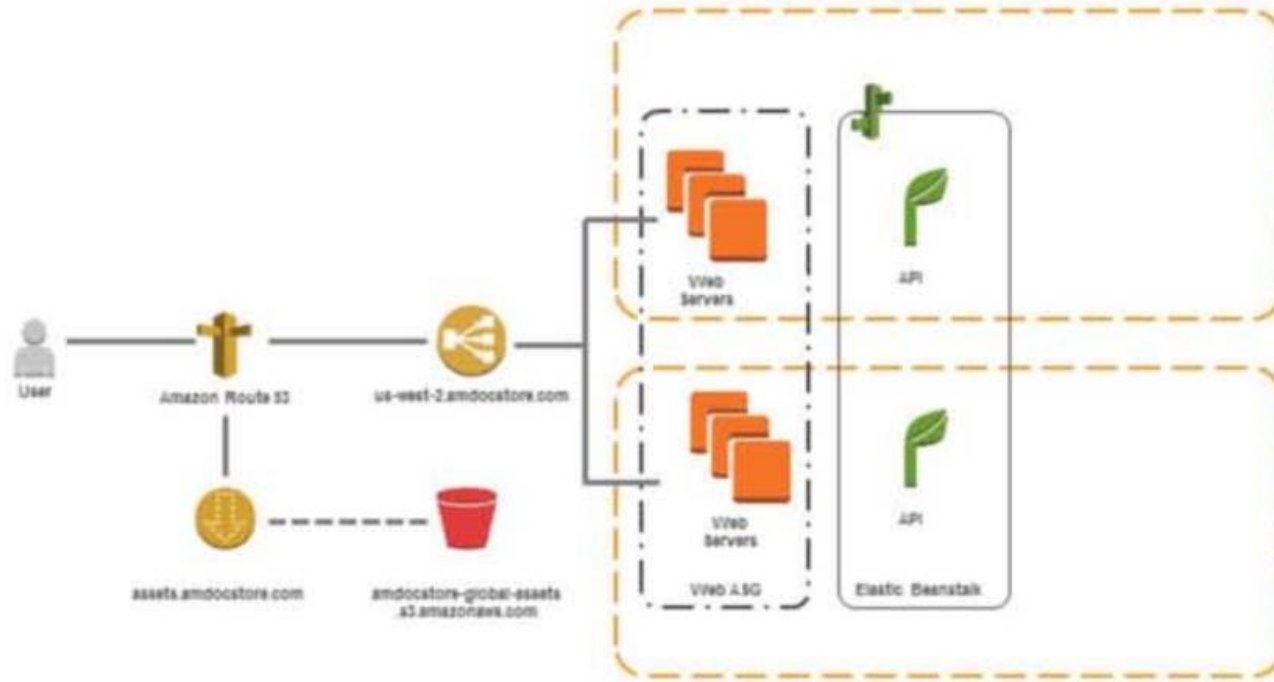 Web
Servers
API
User
Amazon Route 53
us-west-2.amdocstore.com
Web
Servers
API
assets.amdocstore.com
amdocstore-global-assets
.s3.amazonaws.com
Web ASG
Elastic Beanstalk